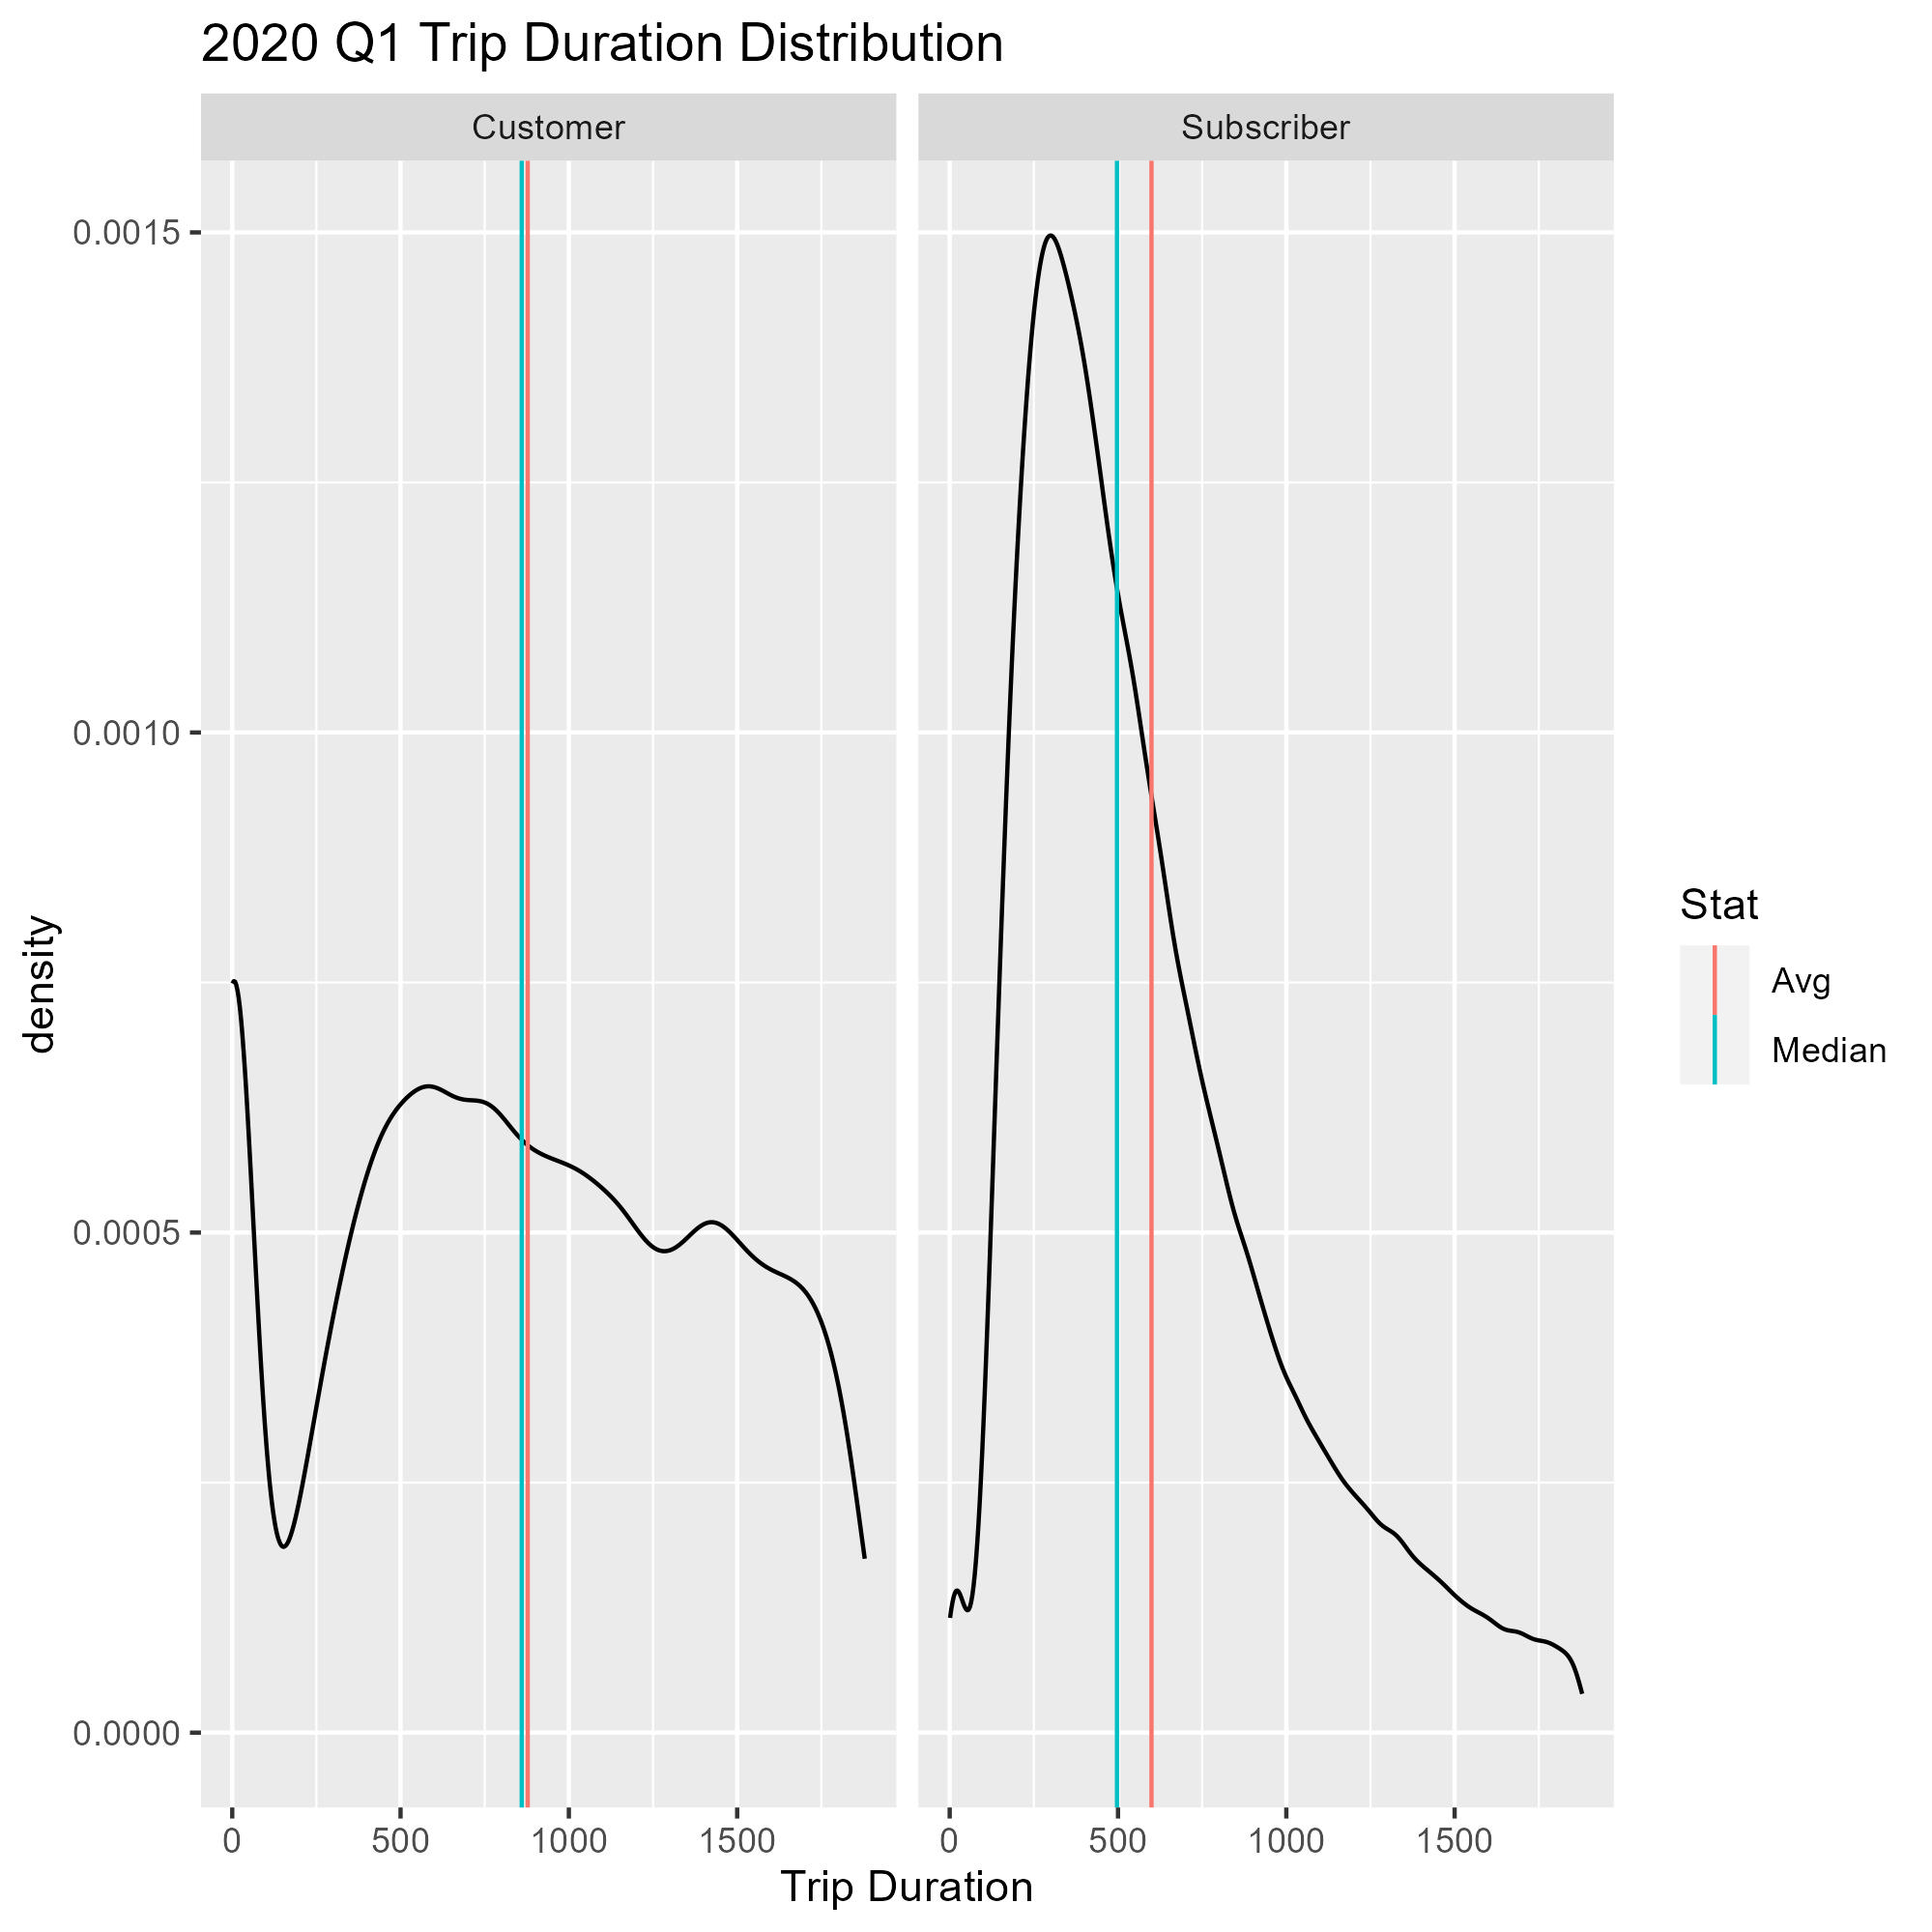 2020 Q1 Trip Duration Distribution
Customer
Subscriber
0.0015
0.0010
0.0005
0.0000
density
0 500 1000 1500
0 500 1000 1500
Trip Duration
Stat
Avg
Median